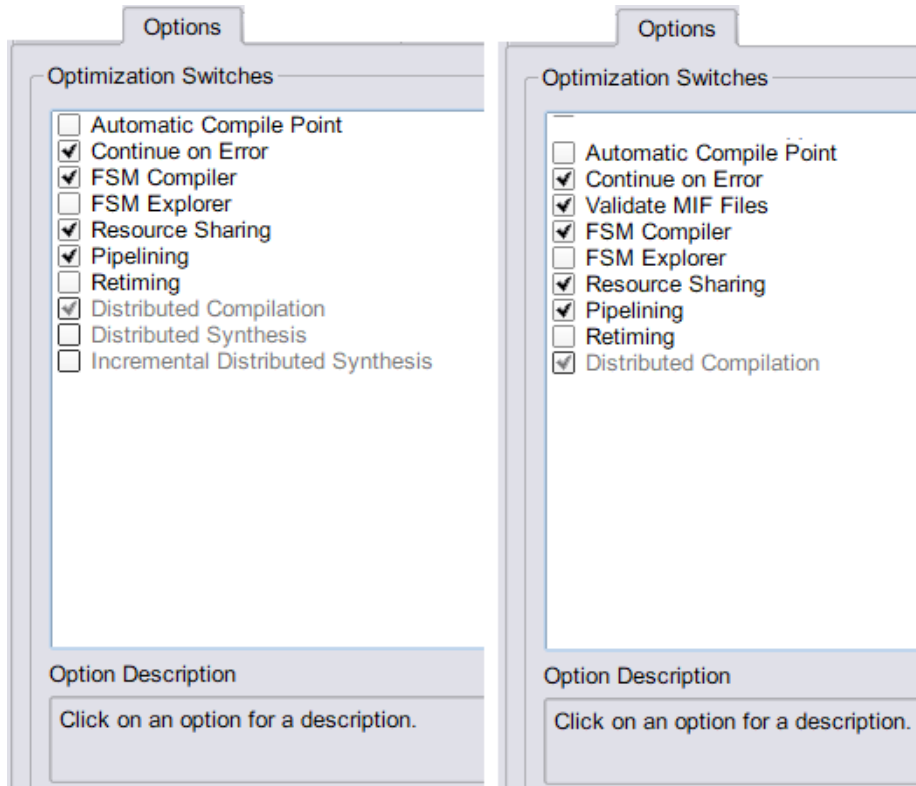 Options
Optimization Switches
Automatic Compile Point
Continue on Error
FSM Compiler
FSM Explorer
Resource Sharing
Pipelining
Retiming
Distributed Compilation
Distributed Synthesis
Incremental Distributed Synthesis
Option Description
Click on an option for a description.
Options
Optimization Switches
Automatic Compile Point
Continue on Error
Validate MIF Files
FSM Compiler
FSM Explorer
Resource Sharing
Pipelining
Retiming
Distributed Compilation
Option Description
Click on an option for a description.